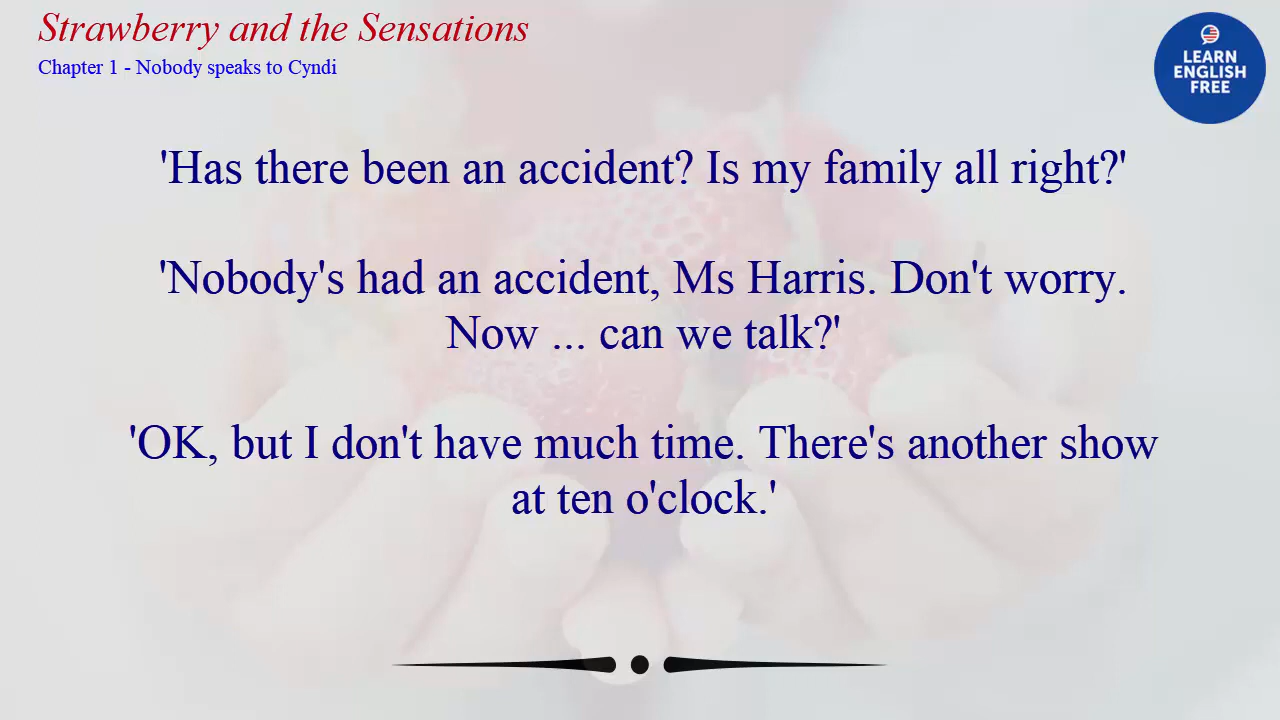 Strawberry and the Sensations
Chapter 1 - Nobody speaks to Cyndi
LEARN
ENGLISH
FREE
'Has there been an accident? Is my family all right?'
'Nobody's had an accident, Ms Harris. Don't worry.
Now ... can we talk?'
'OK, but I don't have much time. There's another show
at ten o'clock.'